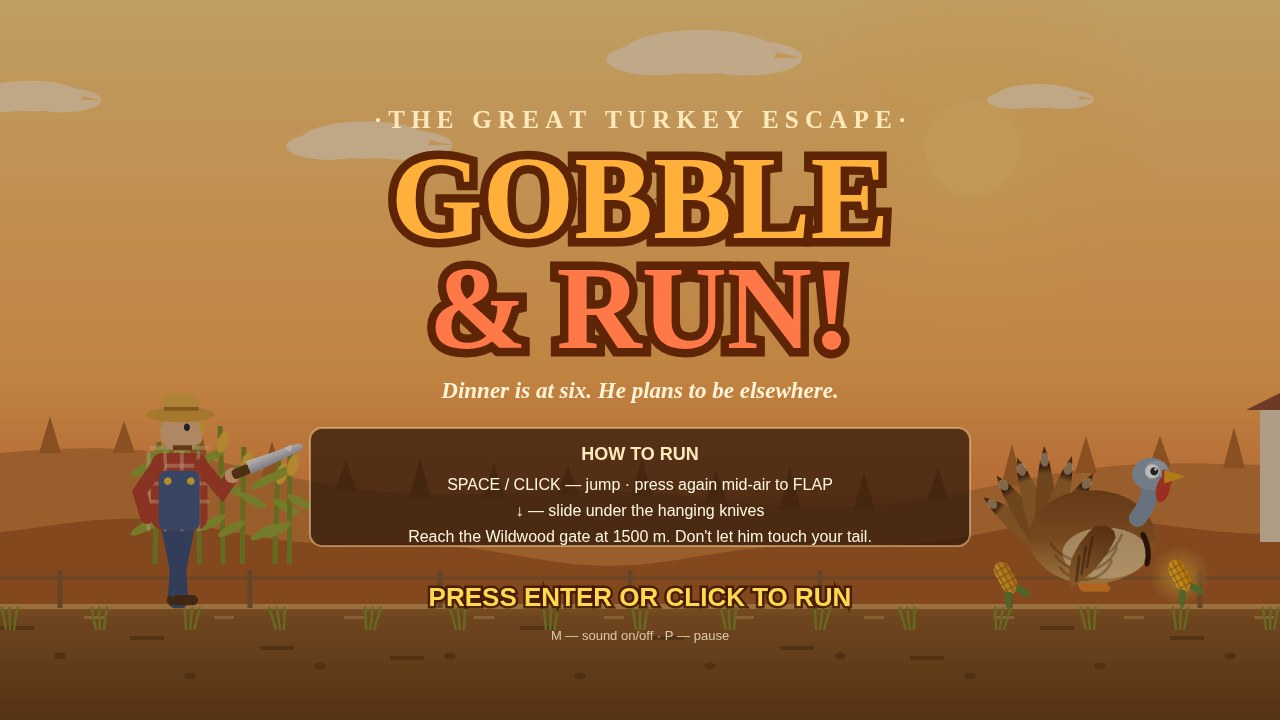 ·THE GREAT TURKEY ESCAPE·
GOBBLE
& RUN!
Dinner is at six. He plans to be elsewhere.
HOW TO RUN
SPACE / CLICK — jump · press again mid-air to FLAP
↓ — slide under the hanging knives
Reach the Wildwood gate at 1500 m. Don't let him touch your tail.
PRESS ENTER OR CLICK TO RUN
M — sound on/off · P — pause